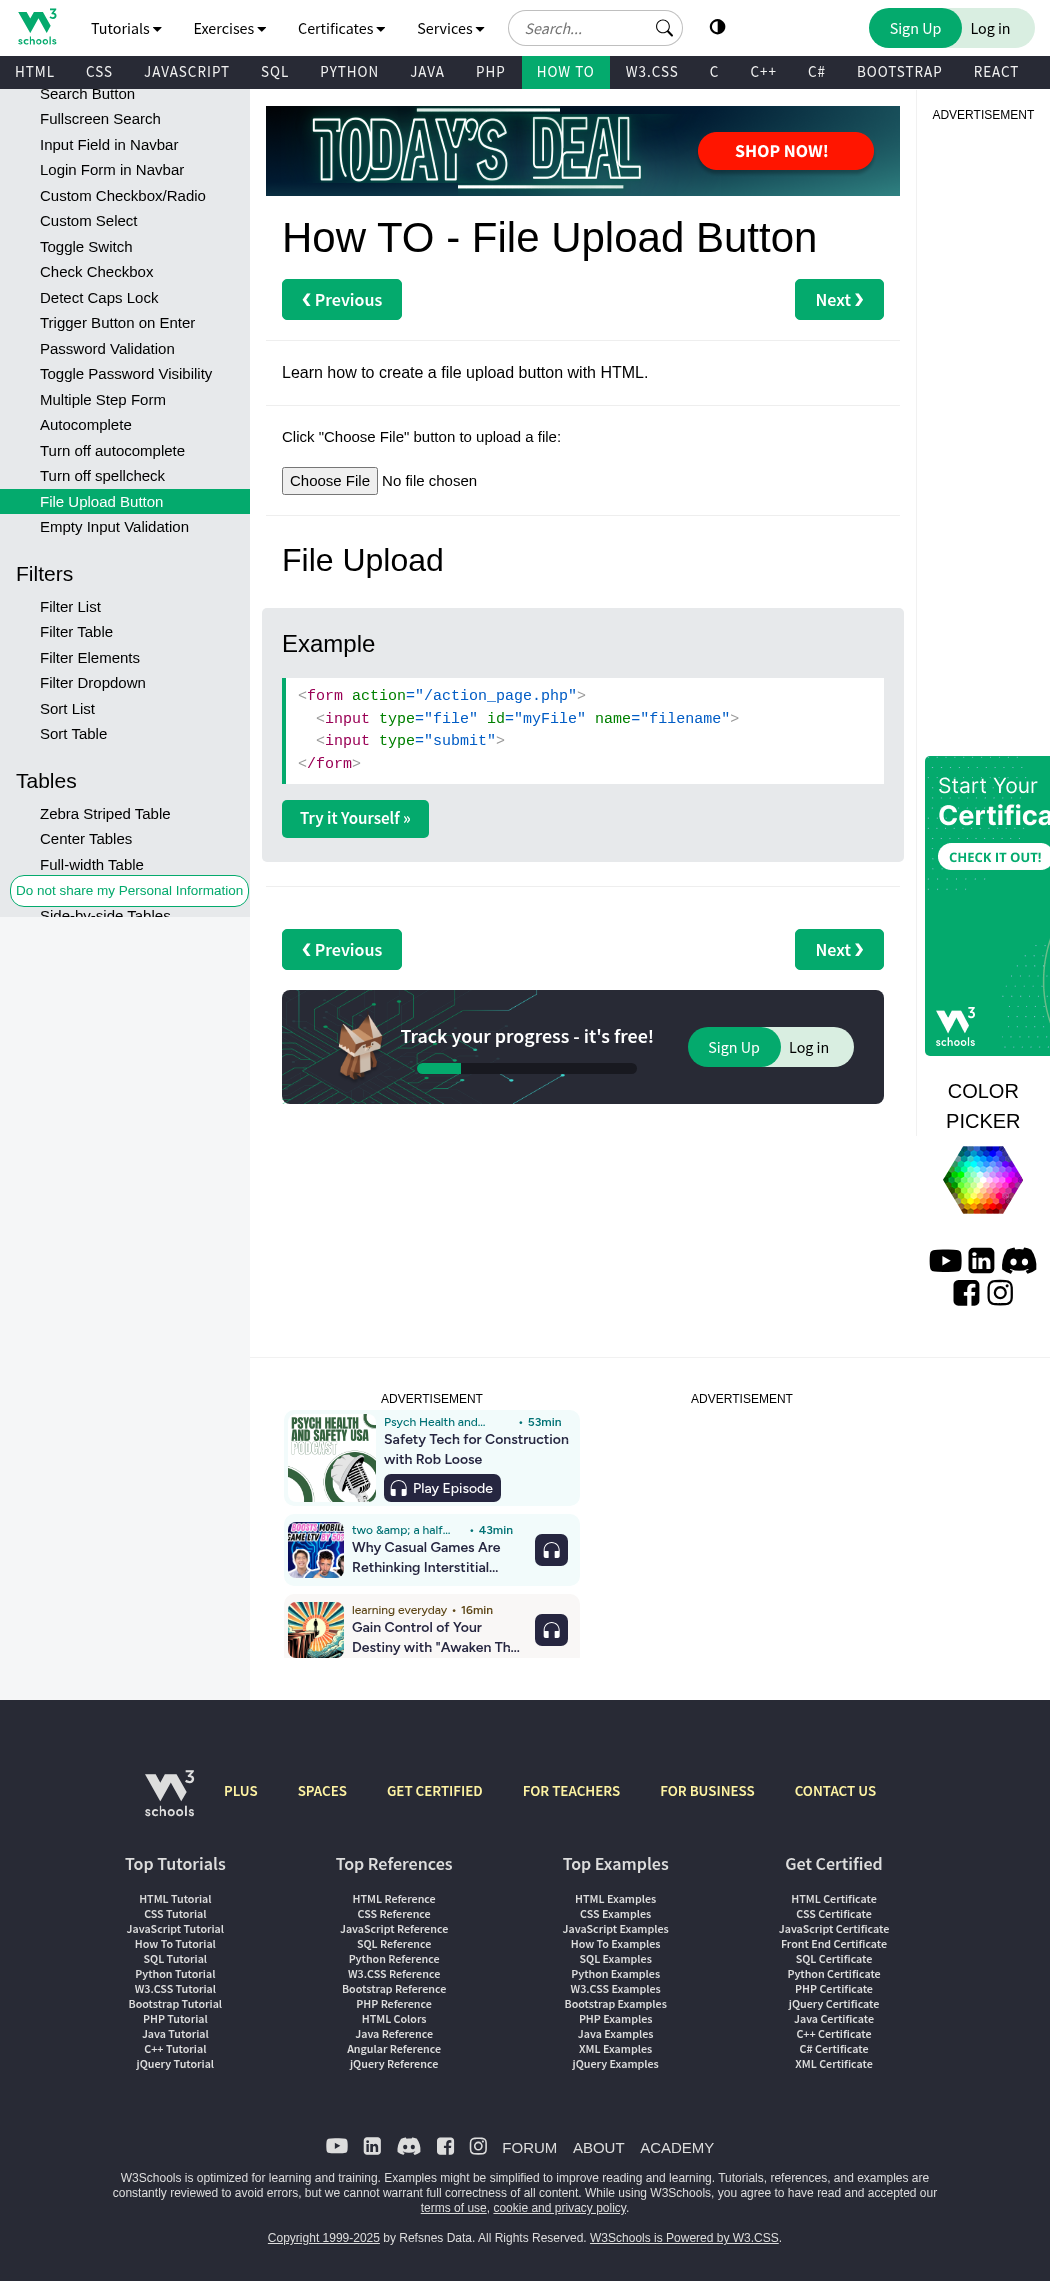 3
schools
Tutorials
Exercises
Certificates
Services
Search...
Sign Up
Log in
HTML CSS JAVASCRIPT SQL PYTHON JAVA PHP HOW TO W3.CSS C C++ C# BOOTSTRAP REACT
Search Button
Fullscreen Search
Input Field in Navbar
Login Form in Navbar
Custom Checkbox/Radio
Custom Select
Toggle Switch
Check Checkbox
Detect Caps Lock
Trigger Button on Enter
Password Validation
Toggle Password Visibility
Multiple Step Form
Autocomplete
Turn off autocomplete
Turn off spellcheck
File Upload Button
Empty Input Validation
Filters
Filter List
Filter Table
Filter Elements
Filter Dropdown
Sort List
Sort Table
Tables
Zebra Striped Table
Center Tables
Full-width Table
Do not share my Personal Information
Side-by-side Tables
TODAY'S DEAL
SHOP NOW!
How TO - File Upload Button
❮ Previous
Next ❯
Learn how to create a file upload button with HTML.
Click "Choose File" button to upload a file:
Choose File No file chosen
File Upload
Example
<form action="/action_page.php">
<input type="file" id="myFile" name="filename">
<input type="submit">
</form>
Try it Yourself »
❮ Previous
Next ❯
Track your progress - it's free!
Sign Up
Log in
ADVERTISEMENT
Start Your
Certifica
CHECK IT OUT!
3
schools
COLOR
PICKER
ADVERTISEMENT
PSYCH HEALTH
AND SAFETY USA
PODCAST
Psych Health and... • 53min
Safety Tech for Construction
with Rob Loose
Play Episode
two &amp; a half... • 43min
Why Casual Games Are
Rethinking Interstitial...
learning everyday • 16min
Gain Control of Your
Destiny with "Awaken Th...
ADVERTISEMENT
3
schools
PLUS SPACES GET CERTIFIED FOR TEACHERS FOR BUSINESS CONTACT US
Top Tutorials
HTML Tutorial
CSS Tutorial
JavaScript Tutorial
How To Tutorial
SQL Tutorial
Python Tutorial
W3.CSS Tutorial
Bootstrap Tutorial
PHP Tutorial
Java Tutorial
C++ Tutorial
jQuery Tutorial
Top References
HTML Reference
CSS Reference
JavaScript Reference
SQL Reference
Python Reference
W3.CSS Reference
Bootstrap Reference
PHP Reference
HTML Colors
Java Reference
Angular Reference
jQuery Reference
Top Examples
HTML Examples
CSS Examples
JavaScript Examples
How To Examples
SQL Examples
Python Examples
W3.CSS Examples
Bootstrap Examples
PHP Examples
Java Examples
XML Examples
jQuery Examples
Get Certified
HTML Certificate
CSS Certificate
JavaScript Certificate
Front End Certificate
SQL Certificate
Python Certificate
PHP Certificate
jQuery Certificate
Java Certificate
C++ Certificate
C# Certificate
XML Certificate
FORUM ABOUT ACADEMY
W3Schools is optimized for learning and training. Examples might be simplified to improve reading and learning. Tutorials, references, and examples are
constantly reviewed to avoid errors, but we cannot warrant full correctness of all content. While using W3Schools, you agree to have read and accepted our
terms of use, cookie and privacy policy.
Copyright 1999-2025 by Refsnes Data. All Rights Reserved. W3Schools is Powered by W3.CSS.